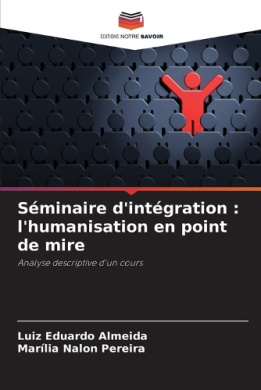 EDITIONS NOTRE SAVOIR
Séminaire d'intégration :
l'humanisation en point
de mire
Analyse descriptive d'un cours
Luiz Eduardo Almeida
Marília Nalon Pereira